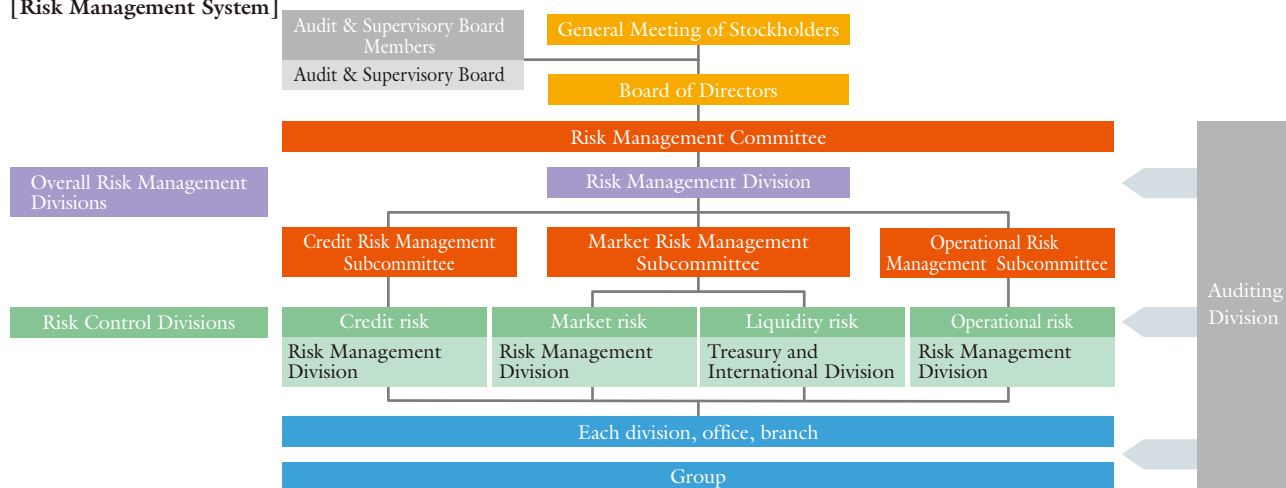 [Risk Management System]
Audit & Supervisory Board
Members
Audit & Supervisory Board
General Meeting of Stockholders
Board of Directors
Risk Management Committee
Overall Risk Management
Divisions
Risk Management Division
Credit Risk Management
Subcommittee
Market Risk Management
Subcommittee
Operational Risk
Management Subcommittee
Auditing
Division
Risk Control Divisions
Credit risk
Risk Management
Division
Market risk
Risk Management
Division
Liquidity risk
Treasury and
International Division
Operational risk
Risk Management
Division
Each division, office, branch
Group